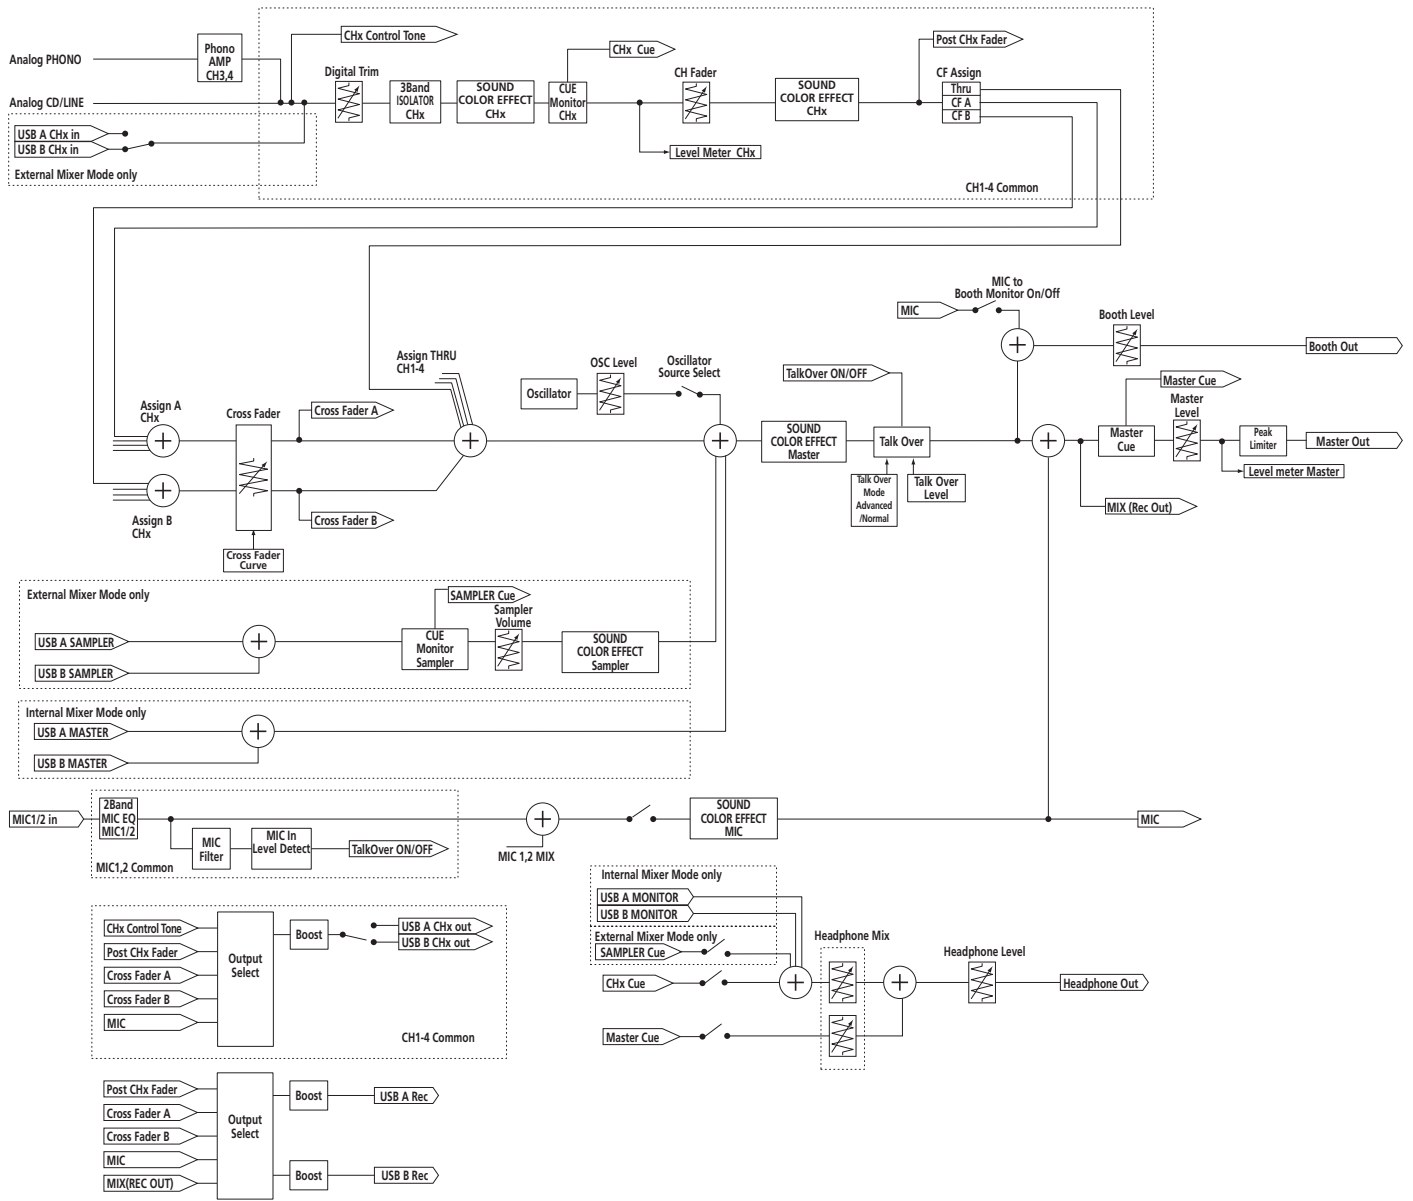 Analog PHONO
Phono
AMP
CH3,4
CHx Control Tone
Analog CD/LINE
Digital Trim
3Band
ISOLATOR
CHx
SOUND
COLOR EFFECT
CHx
CHx Cue
CUE
Monitor
CHx
Level Meter CHx
CH Fader
SOUND
COLOR EFFECT
CHx
Post CHx Fader
CF Assign
Thru
CF A
CF B
CH1-4 Common
USB A CHx in
USB B CHx in
External Mixer Mode only
Assign A
CHx
Assign B
CHx
Cross Fader
Cross Fader
Curve
Cross Fader A
Cross Fader B
Assign THRU
CH1-4
Oscillator
OSC Level
Oscillator
Source Select
SOUND
COLOR EFFECT
Master
TalkOver ON/OFF
Talk Over
Talk Over
Mode
Advanced
/Normal
Talk Over
Level
MIC
MIC to
Booth Monitor On/Off
Booth Level
Booth Out
Master Cue
Master
Cue
Master
Level
Peak
Limiter
Master Out
Level meter Master
MIX (Rec Out)
External Mixer Mode only
USB A SAMPLER
USB B SAMPLER
SAMPLER Cue
CUE
Monitor
Sampler
Sampler
Volume
SOUND
COLOR EFFECT
Sampler
Internal Mixer Mode only
USB A MASTER
USB B MASTER
MIC1/2 in
2Band
MIC EQ
MIC1/2
MIC
Filter
MIC In
Level Detect
TalkOver ON/OFF
MIC1,2 Common
MIC 1,2 MIX
SOUND
COLOR EFFECT
MIC
MIC
CHx Control Tone
Post CHx Fader
Cross Fader A
Cross Fader B
MIC
Output
Select
Boost
USB A CHx out
USB B CHx out
CH1-4 Common
Internal Mixer Mode only
USB A MONITOR
USB B MONITOR
External Mixer Mode only
SAMPLER Cue
CHx Cue
Master Cue
Headphone Mix
Headphone Level
Headphone Out
Post CHx Fader
Cross Fader A
Cross Fader B
MIC
MIX(REC OUT)
Output
Select
Boost
USB A Rec
Boost
USB B Rec